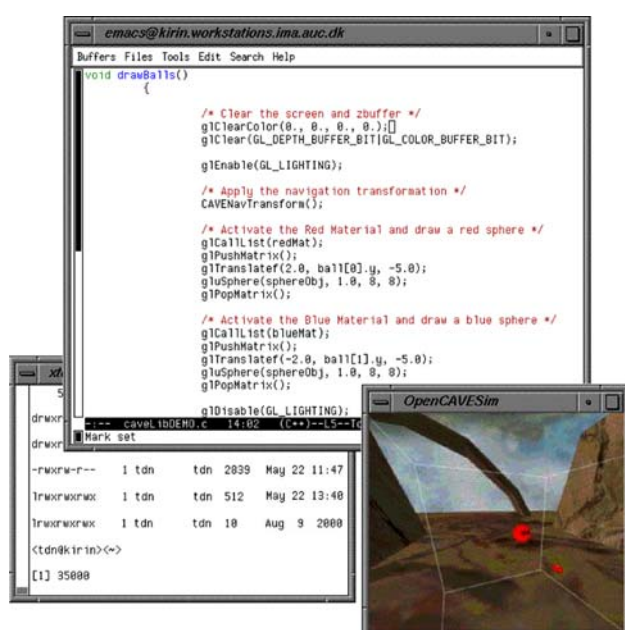 emacs@kirin.workstations.ima.auc.dk
Buffers Files Tools Edit Search Help
void drawBalls()
{
/* Clear the screen and zbuffer */
glClearColor(0., 0., 0., 0.);
glClear(GL_DEPTH_BUFFER_BIT|GL_COLOR_BUFFER_BIT);
glEnable(GL_LIGHTING);
/* Apply the navigation transformation */
CAVENavTransform();
/* Activate the Red Material and draw a red sphere */
glCallList(redMat);
glPushMatrix();
glTranslatef(2.0, ball[0].y, -5.0);
gluSphere(sphereObj, 1.0, 8, 8);
glPopMatrix();
/* Activate the Blue Material and draw a blue sphere */
glCallList(blueMat);
glPushMatrix();
glTranslatef(-2.0, ball[1].y, -5.0);
gluSphere(sphereObj, 1.0, 8, 8);
glPopMatrix();
glDisable(GL_LIGHTING);
-:-- caveLibDEMO.c 14:02 (C++)--L5--To
Mark set
5
drwxr
drwxr
-rwxrw-r-- 1 tdn tdn 2839 May 22 11:47
lrwxrwxrwx 1 tdn tdn 512 May 22 13:40
lrwxrwxrwx 1 tdn tdn 10 Aug 9 2000
<tdn@kirin><~>
[1] 35000
OpenCAVESim